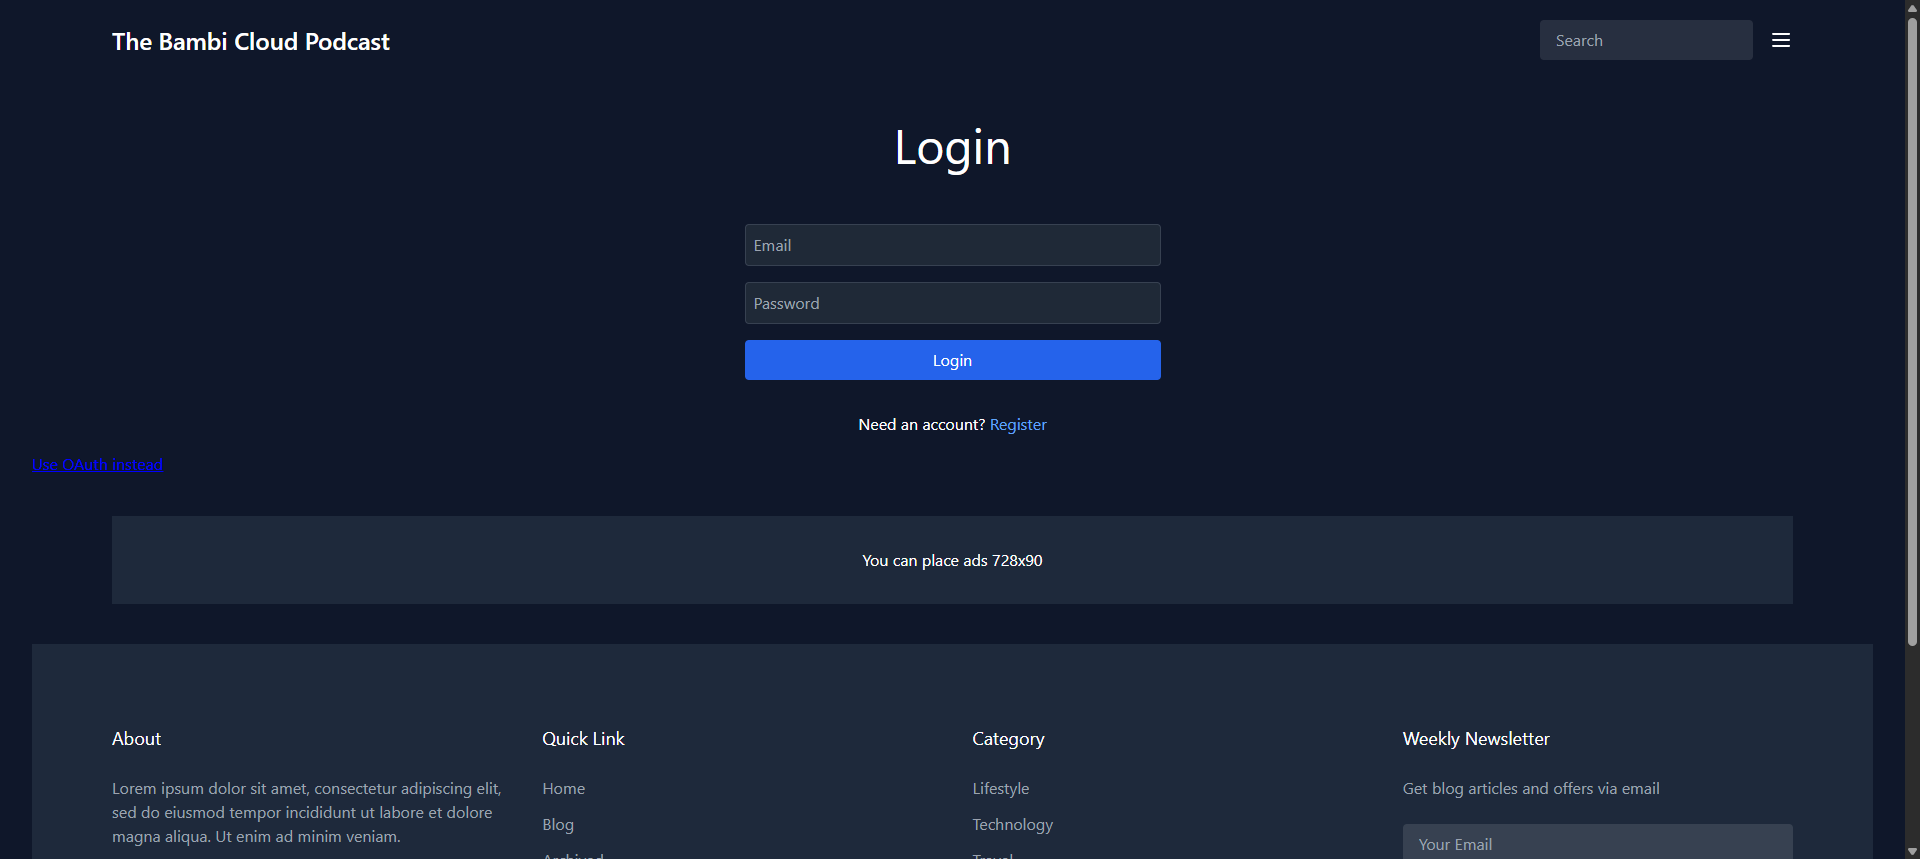 The Bambi Cloud Podcast
Search
Login
Email
Password
Login
Need an account? Register
Use OAuth instead
You can place ads 728x90
About
Lorem ipsum dolor sit amet, consectetur adipiscing elit,
sed do eiusmod tempor incididunt ut labore et dolore
magna aliqua. Ut enim ad minim veniam.
Quick Link
Home
Blog
Archived
Category
Lifestyle
Technology
Travel
Weekly Newsletter
Get blog articles and offers via email
Your Email